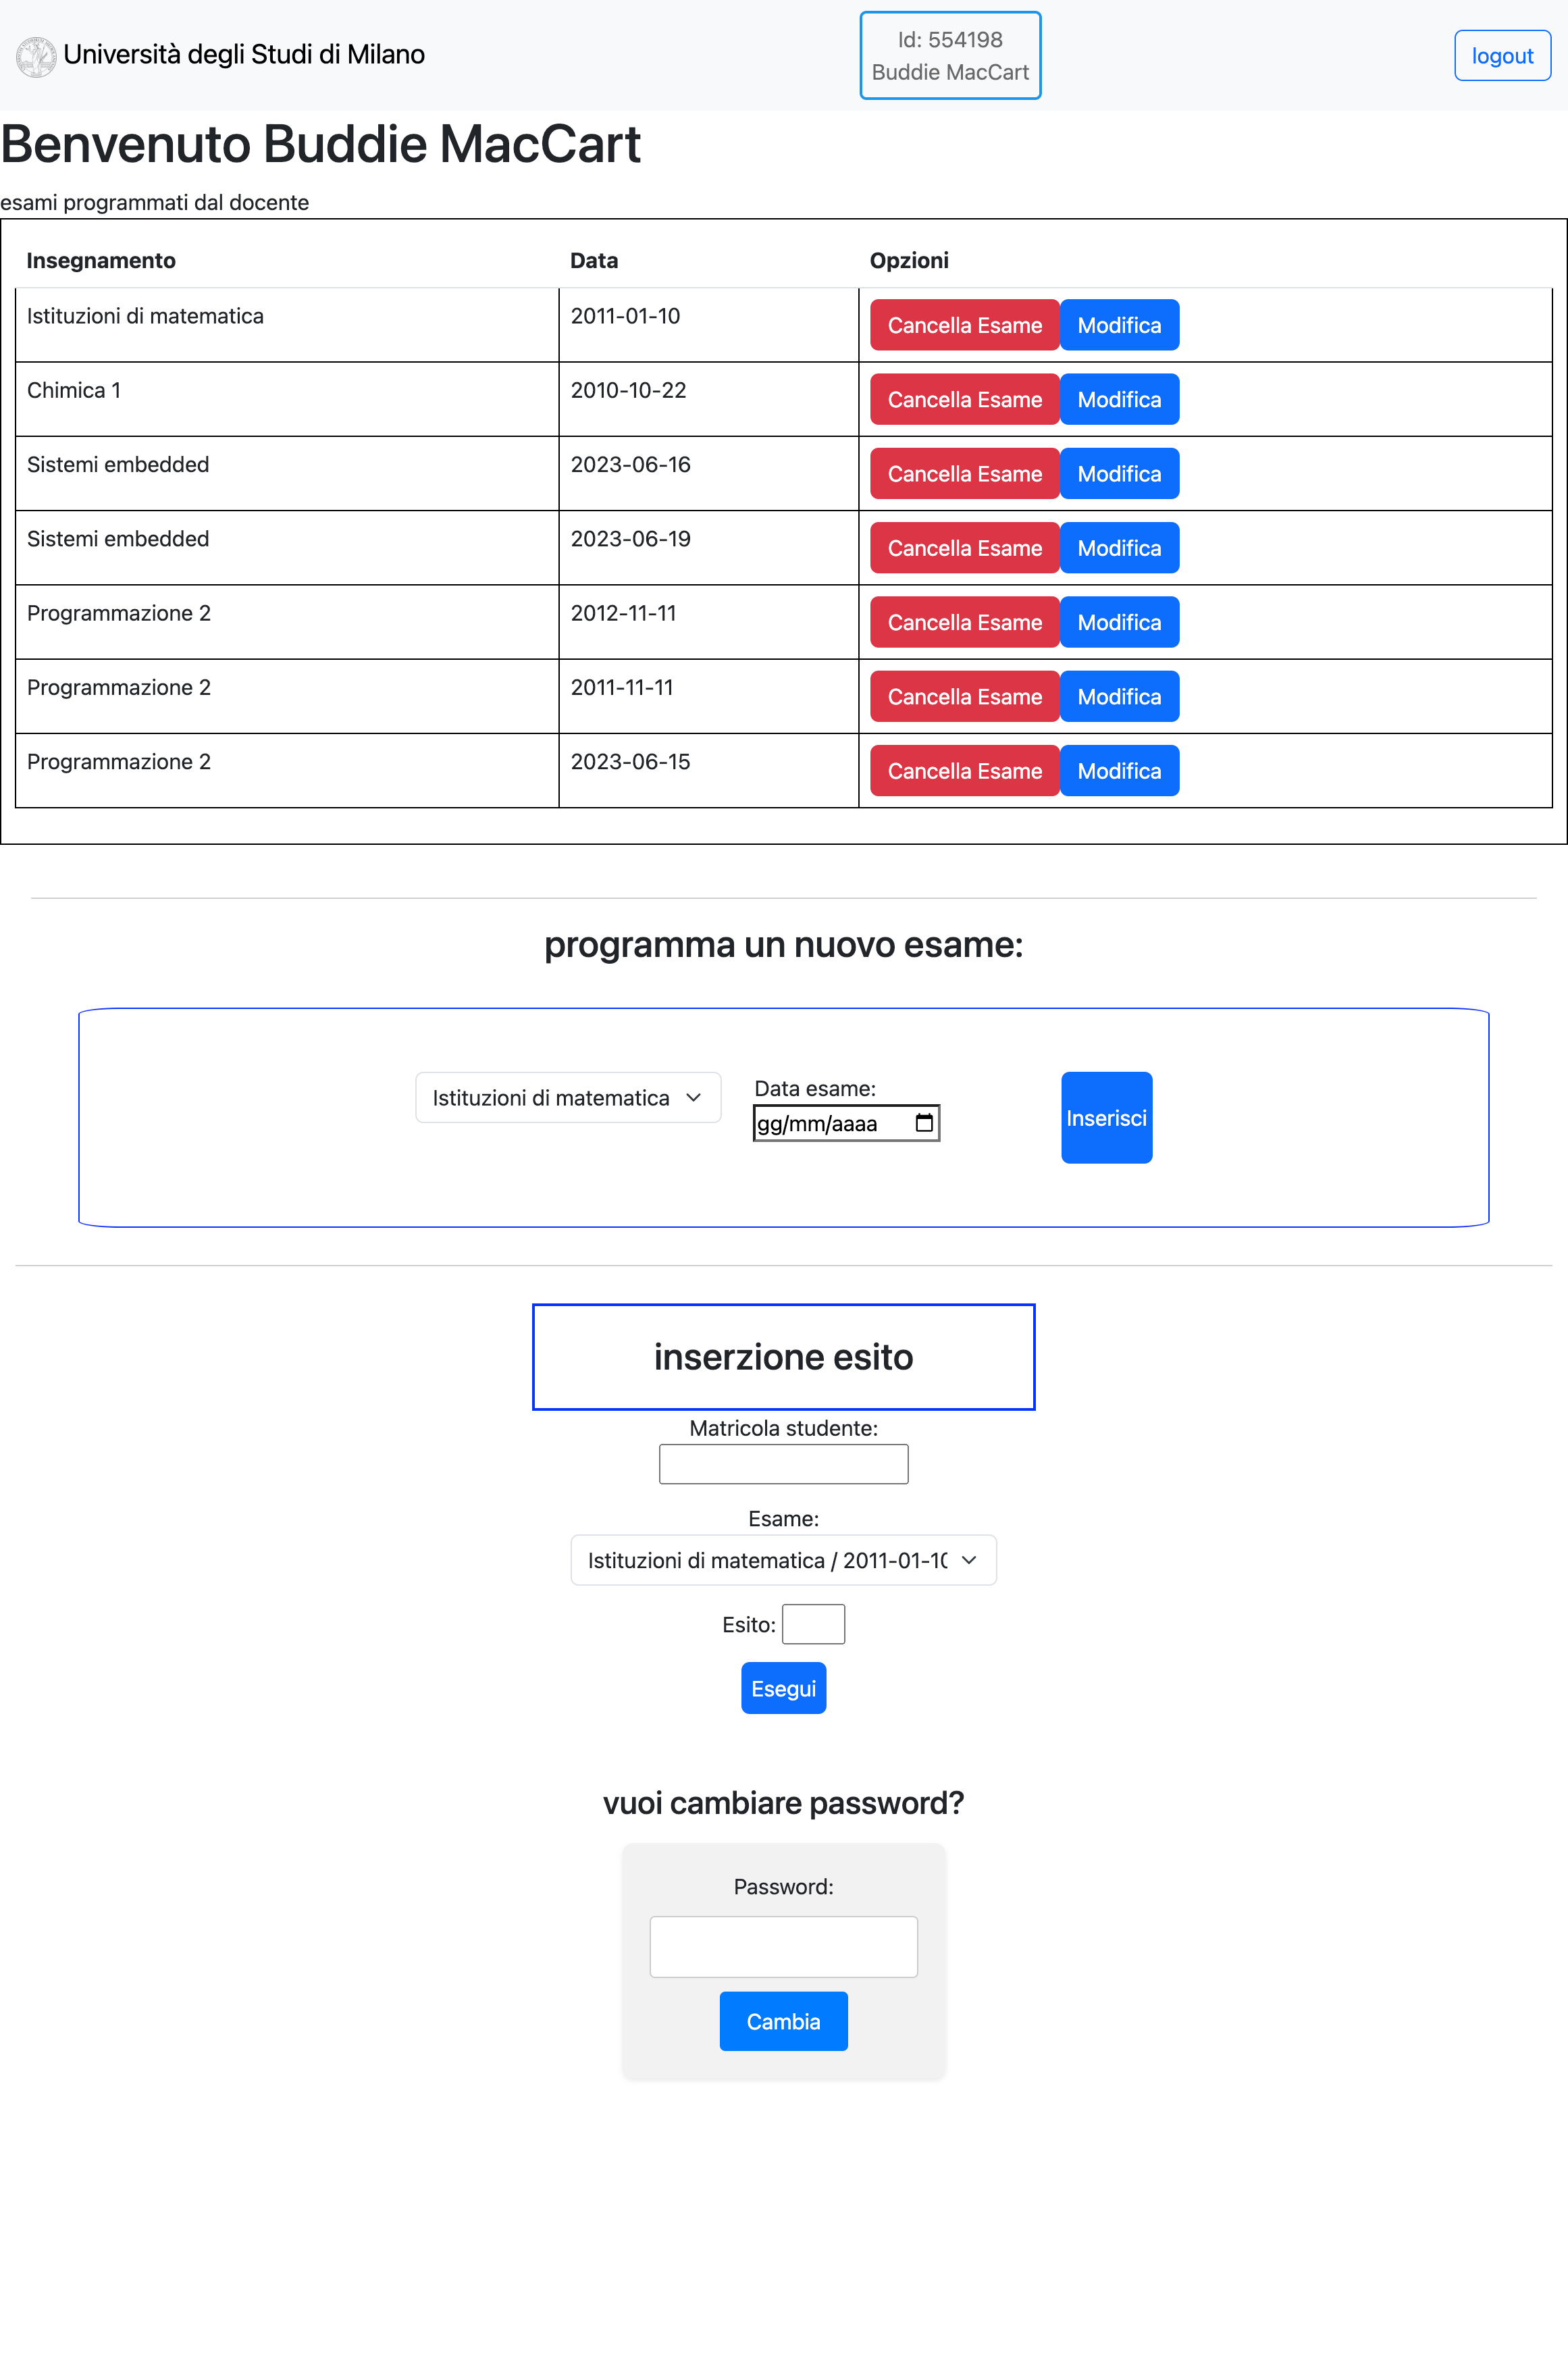 Università degli Studi di Milano
Id: 554198
Buddie MacCart
logout
Benvenuto Buddie MacCart
esami programmati dal docente
Insegnamento Data Opzioni
Istituzioni di matematica 2011-01-10 Cancella Esame Modifica
Chimica 1 2010-10-22 Cancella Esame Modifica
Sistemi embedded 2023-06-16 Cancella Esame Modifica
Sistemi embedded 2023-06-19 Cancella Esame Modifica
Programmazione 2 2012-11-11 Cancella Esame Modifica
Programmazione 2 2011-11-11 Cancella Esame Modifica
Programmazione 2 2023-06-15 Cancella Esame Modifica
programma un nuovo esame:
Istituzioni di matematica
Data esame:
gg/mm/aaaa
Inserisci
inserzione esito
Matricola studente:
Esame:
Istituzioni di matematica / 2011-01-10
Esito:
Esegui
vuoi cambiare password?
Password:
Cambia